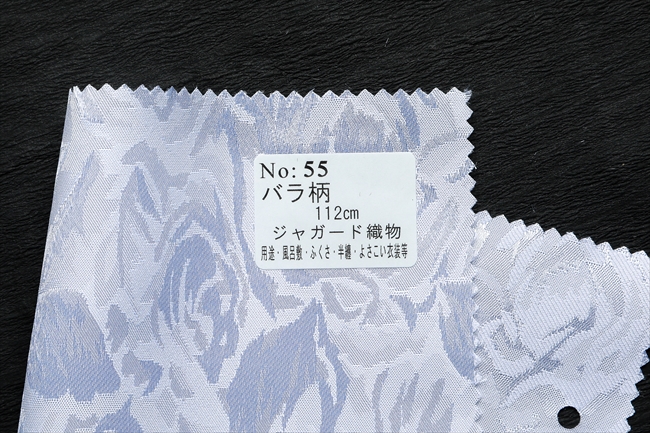 No: 55
バラ柄
112cm
ジャガード織物
用途・風呂敷・ふくさ・半纏・よさこい衣装等